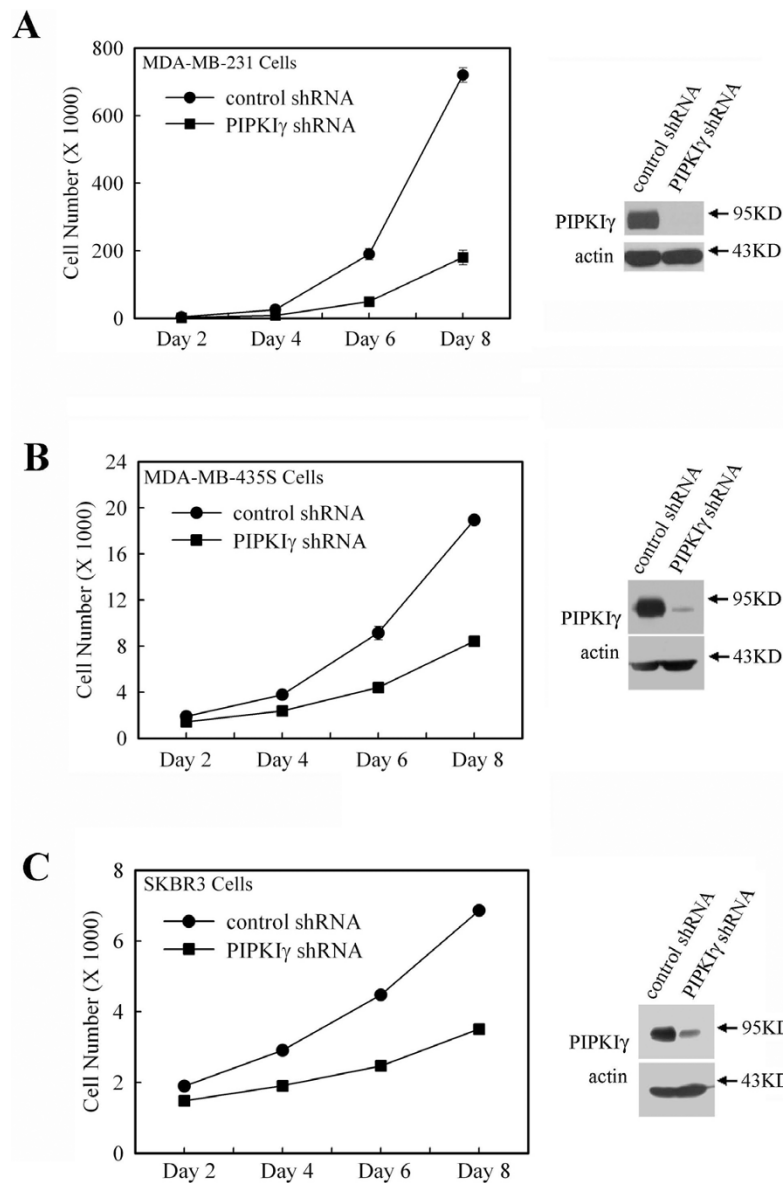 A
MDA-MB-231 Cells
control shRNA
PIPKIγ shRNA
Cell Number (X 1000)
800
600
400
200
0
Day 2 Day 4 Day 6 Day 8
control shRNA
PIPKIγ shRNA
PIPKIγ
95KD
actin
43KD
B
MDA-MB-435S Cells
control shRNA
PIPKIγ shRNA
Cell Number (X 1000)
24
20
16
12
8
4
0
Day 2 Day 4 Day 6 Day 8
control shRNA
PIPKIγ shRNA
PIPKIγ
95KD
actin
43KD
C
SKBR3 Cells
control shRNA
PIPKIγ shRNA
Cell Number (X 1000)
8
6
4
2
0
Day 2 Day 4 Day 6 Day 8
control shRNA
PIPKIγ shRNA
PIPKIγ
95KD
actin
43KD